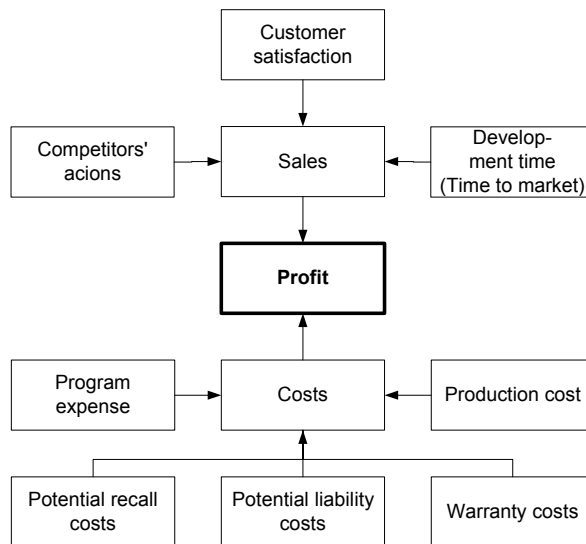 Customer
satisfaction
Competitors'
acions
Sales
Develop-
ment time
(Time to market)
Profit
Program
expense
Costs
Production cost
Potential recall
costs
Potential liability
costs
Warranty costs